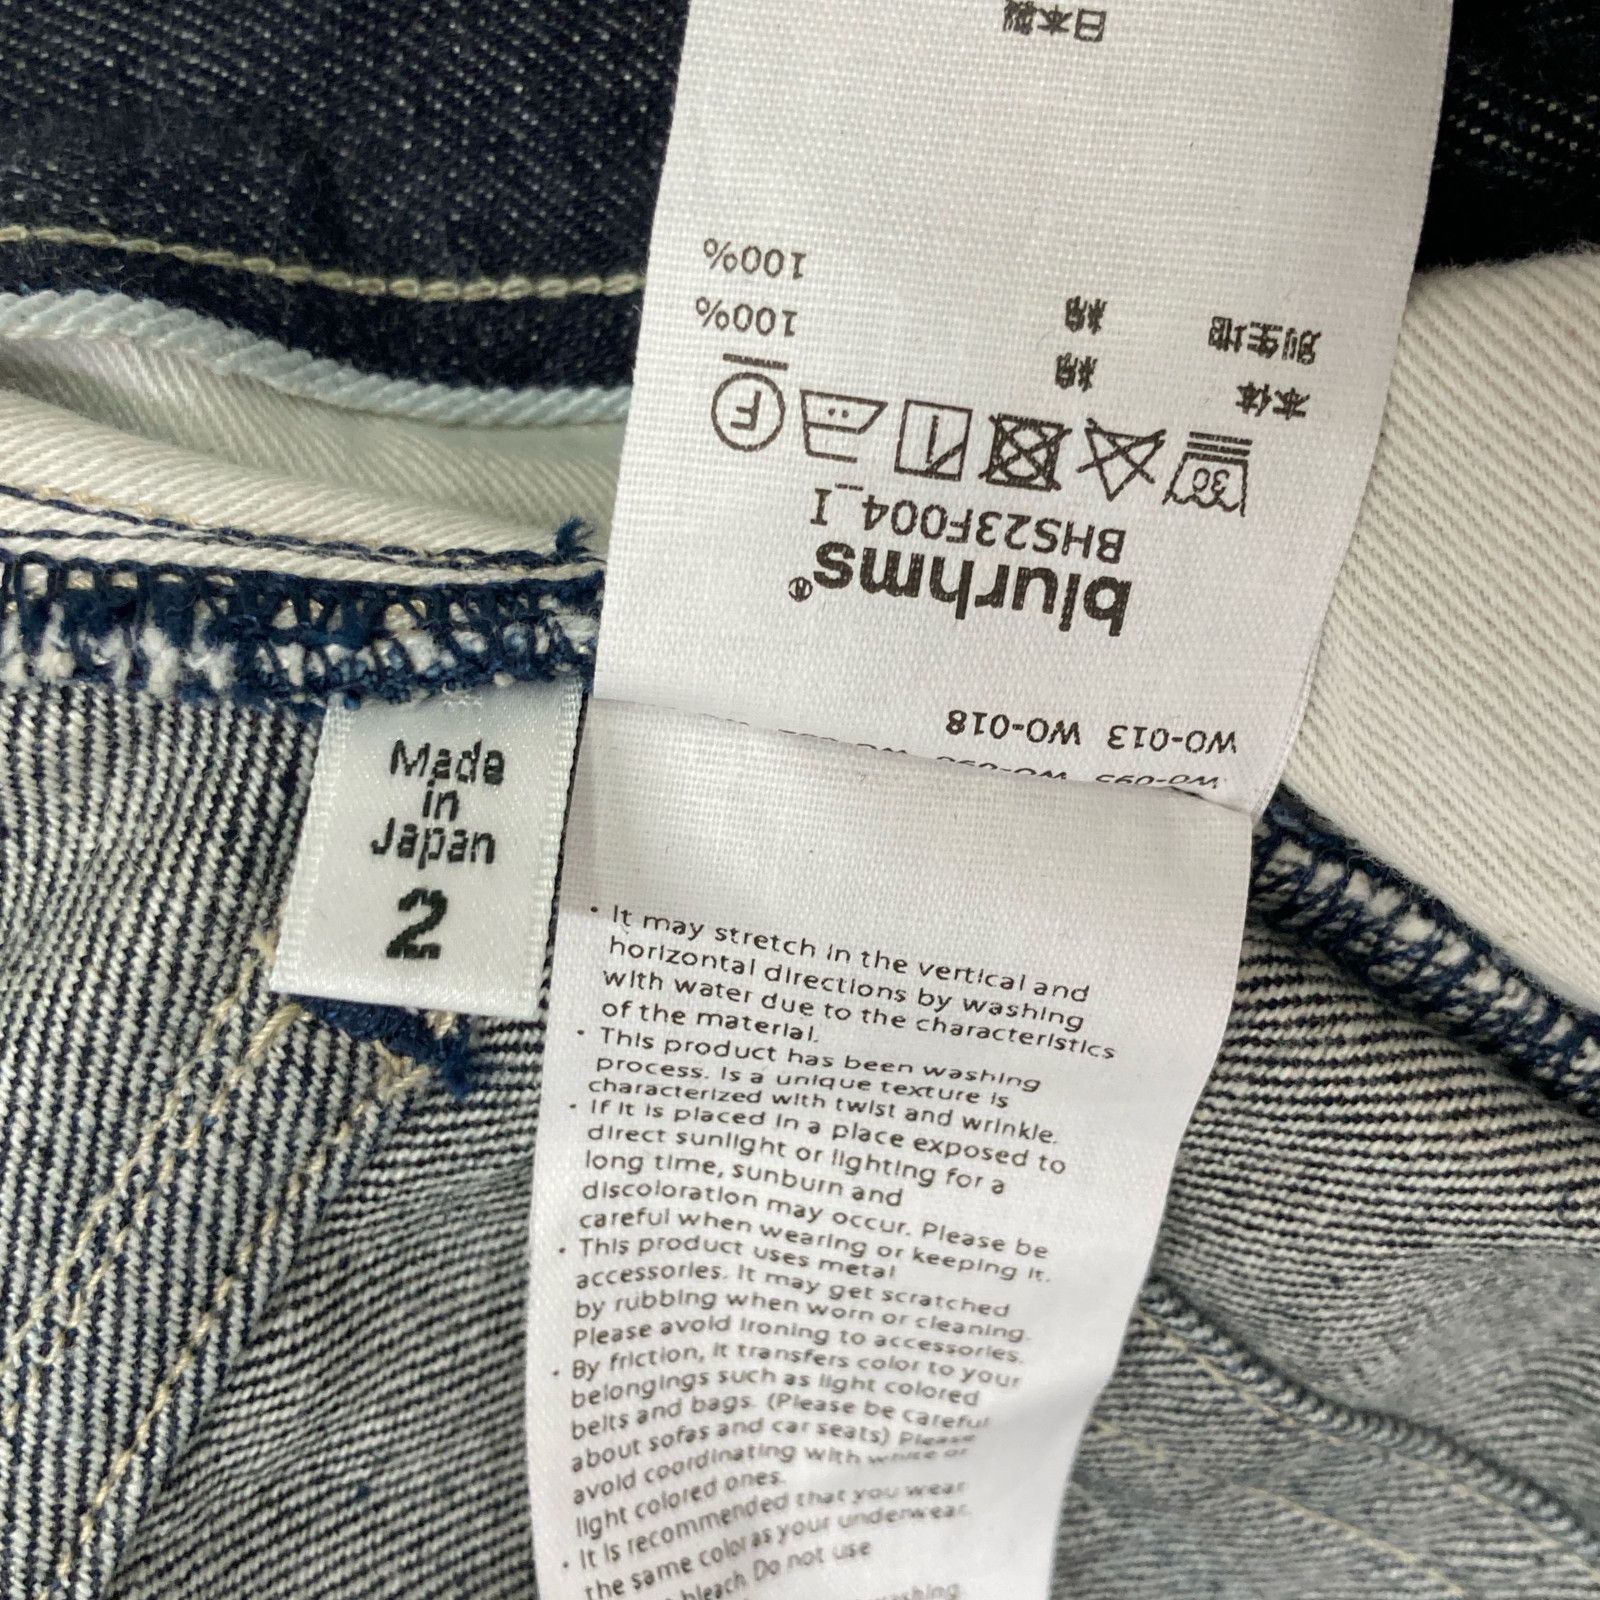 日本製
本体 綿 100%
別生地 綿 100%
30
F
BHS23F004_I
blurhms®
WO-013 WO-018
Made
in
Japan
2
・It may stretch in the vertical and
horizontal directions by washing
with water due to the characteristics
of the material.
・This product has been washing
process. Is a unique texture is
characterized with twist and wrinkle.
・If it is placed in a place exposed to
direct sunlight or lighting for a
long time, sunburn and
discoloration may occur. Please be
careful when wearing or keeping it.
・This product uses metal
accessories. It may get scratched
by rubbing when worn or cleaning.
Please avoid ironing to accessories.
・By friction, it transfers color to your
belongings such as light colored
belts and bags. (Please be careful
about sofas and car seats) Please
avoid coordinating with white or
light colored ones.
・It is recommended that you wear
the same color as your underwear.
bleach. Do not use